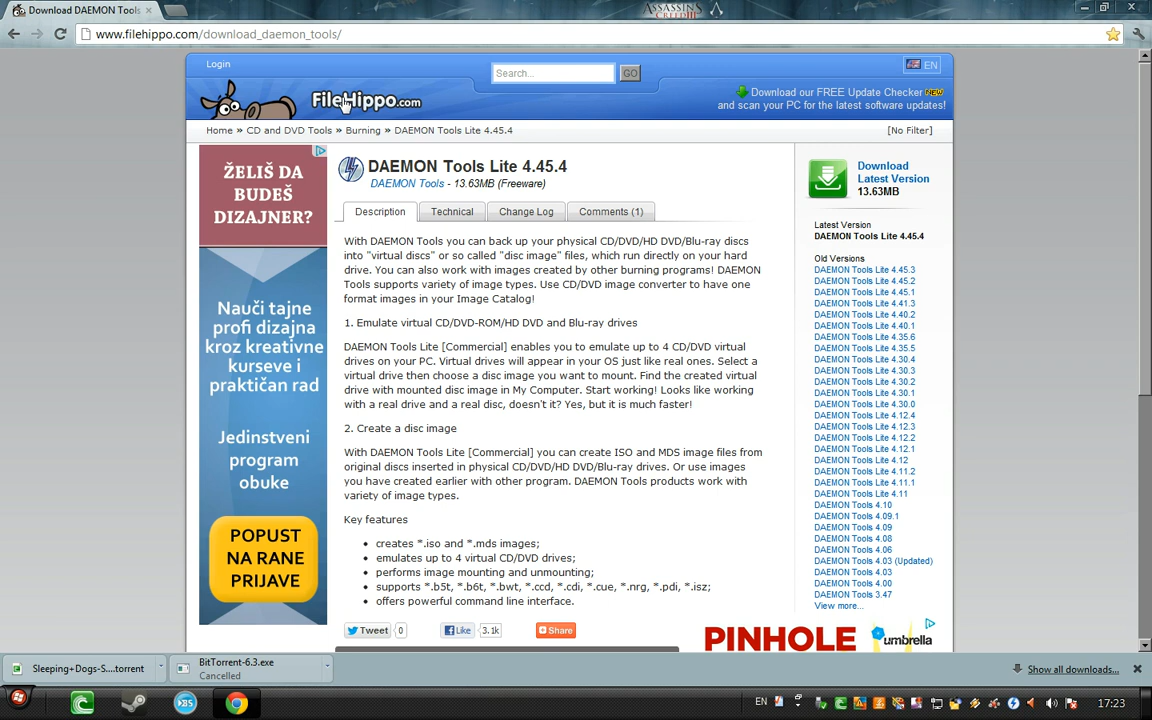 Download DAEMON Tools
ASSASSIN'S
CREED III
www.filehippo.com/download_daemon_tools/
Login
Search...
GO
EN
FileHippo.com
Download our FREE Update Checker NEW
and scan your PC for the latest software updates!
Home » CD and DVD Tools » Burning » DAEMON Tools Lite 4.45.4
[No Filter]
ŽELIŠ DA
BUDEŠ
DIZAJNER?
Nauči tajne
profi dizajna
kroz kreativne
kurseve i
praktičan rad
Jedinstveni
program
obuke
POPUST
NA RANE
PRIJAVE
DAEMON Tools Lite 4.45.4
DAEMON Tools - 13.63MB (Freeware)
Description
Technical
Change Log
Comments (1)
With DAEMON Tools you can back up your physical CD/DVD/HD DVD/Blu-ray discs
into "virtual discs" or so called "disc image" files, which run directly on your hard
drive. You can also work with images created by other burning programs! DAEMON
Tools supports variety of image types. Use CD/DVD image converter to have one
format images in your Image Catalog!
1. Emulate virtual CD/DVD-ROM/HD DVD and Blu-ray drives
DAEMON Tools Lite [Commercial] enables you to emulate up to 4 CD/DVD virtual
drives on your PC. Virtual drives will appear in your OS just like real ones. Select a
virtual drive then choose a disc image you want to mount. Find the created virtual
drive with mounted disc image in My Computer. Start working! Looks like working
with a real drive and a real disc, doesn't it? Yes, but it is much faster!
2. Create a disc image
With DAEMON Tools Lite [Commercial] you can create ISO and MDS image files from
original discs inserted in physical CD/DVD/HD DVD/Blu-ray drives. Or use images
you have created earlier with other program. DAEMON Tools products work with
variety of image types.
Key features
creates *.iso and *.mds images;
emulates up to 4 virtual CD/DVD drives;
performs image mounting and unmounting;
supports *.b5t, *.b6t, *.bwt, *.ccd, *.cdi, *.cue, *.nrg, *.pdi, *.isz;
offers powerful command line interface.
Tweet
0
Like
3.1k
Share
Download
Latest Version
13.63MB
Latest Version
DAEMON Tools Lite 4.45.4
Old Versions
DAEMON Tools Lite 4.45.3
DAEMON Tools Lite 4.45.2
DAEMON Tools Lite 4.45.1
DAEMON Tools Lite 4.41.3
DAEMON Tools Lite 4.40.2
DAEMON Tools Lite 4.40.1
DAEMON Tools Lite 4.35.6
DAEMON Tools Lite 4.35.5
DAEMON Tools Lite 4.30.4
DAEMON Tools Lite 4.30.3
DAEMON Tools Lite 4.30.2
DAEMON Tools Lite 4.30.1
DAEMON Tools Lite 4.30.0
DAEMON Tools Lite 4.12.4
DAEMON Tools Lite 4.12.3
DAEMON Tools Lite 4.12.2
DAEMON Tools Lite 4.12.1
DAEMON Tools Lite 4.12
DAEMON Tools Lite 4.11.2
DAEMON Tools Lite 4.11.1
DAEMON Tools Lite 4.11
DAEMON Tools 4.10
DAEMON Tools 4.09.1
DAEMON Tools 4.09
DAEMON Tools 4.08
DAEMON Tools 4.06
DAEMON Tools 4.03 (Updated)
DAEMON Tools 4.03
DAEMON Tools 4.00
DAEMON Tools 3.47
View more...
PINHOLE
umbrella
Sleeping+Dogs-S....torrent
BitTorrent-6.3.exe
Cancelled
Show all downloads...
BS
EN
17:23